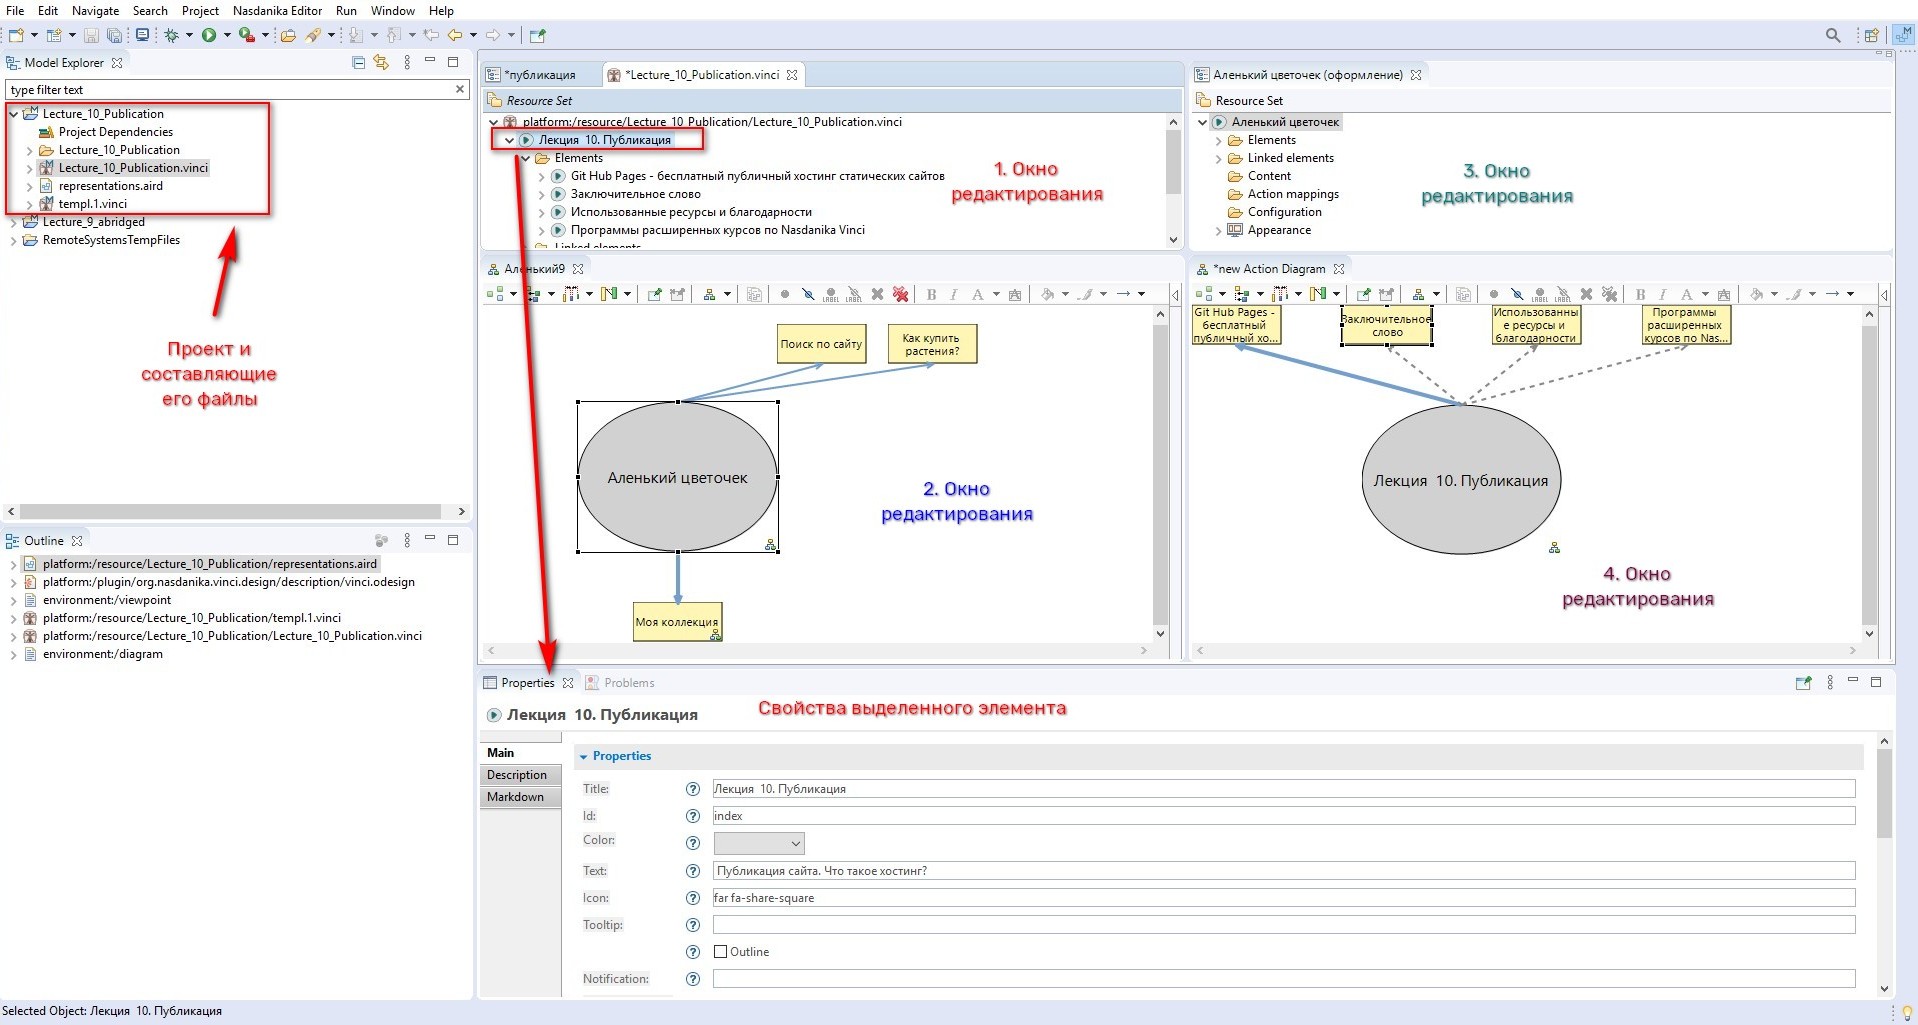 File Edit Navigate Search Project Nasdanika Editor Run Window Help
Model Explorer
type filter text
Lecture_10_Publication
Project Dependencies
Lecture_10_Publication
Lecture_10_Publication.vinci
representations.aird
templ.1.vinci
Lecture_9_abridged
RemoteSystemsTempFiles
Проект и
составляющие
его файлы
Outline
platform:/resource/Lecture_10_Publication/representations.aird
platform:/plugin/org.nasdanika.vinci.design/description/vinci.odesign
environment:/viewpoint
platform:/resource/Lecture_10_Publication/templ.1.vinci
platform:/resource/Lecture_10_Publication/Lecture_10_Publication.vinci
environment:/diagram
*публикация
*Lecture_10_Publication.vinci
Resource Set
platform:/resource/Lecture_10_Publication/Lecture_10_Publication.vinci
Лекция 10. Публикация
Elements
Git Hub Pages - бесплатный публичный хостинг статических сайтов
Заключительное слово
Использованные ресурсы и благодарности
Программы расширенных курсов по Nasdanika Vinci
Linked elements
1. Окно
редактирования
Аленький цветочек (оформление)
Resource Set
Аленький цветочек
Elements
Linked elements
Content
Action mappings
Configuration
Appearance
3. Окно
редактирования
Аленький9
LABEL
LABEL
B I A A
Поиск по сайту
Как купить
растения?
Аленький цветочек
Моя коллекция
2. Окно
редактирования
*new Action Diagram
LABEL
LABEL
B I A A
Git Hub Pages -
бесплатный
публичный хо...
Заключительное
слово
Использованны
е ресурсы и
благодарности
Программы
расширенных
курсов по Nas...
Лекция 10. Публикация
4. Окно
редактирования
Properties
Problems
Лекция 10. Публикация
Свойства выделенного элемента
Main
Description
Markdown
Properties
Title: Лекция 10. Публикация
Id: index
Color:
Text: Публикация сайта. Что такое хостинг?
Icon: far fa-share-square
Tooltip:
Outline
Notification:
Selected Object: Лекция 10. Публикация